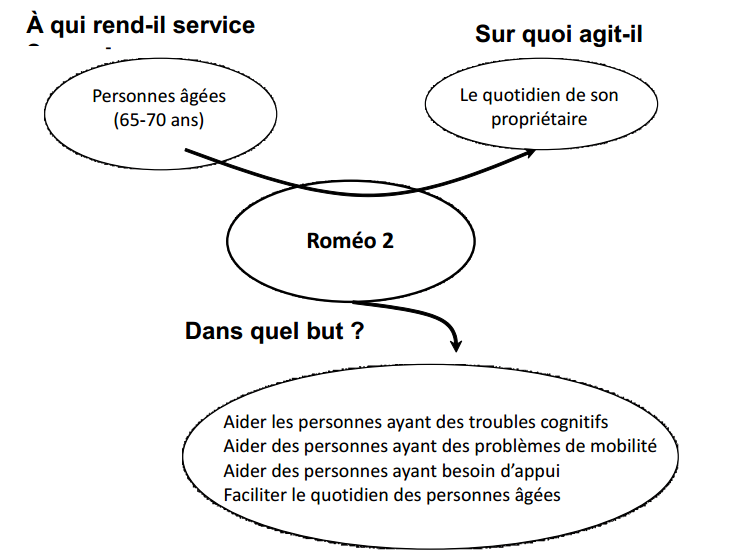 À qui rend-il service
Sur quoi agit-il
Personnes âgées
(65-70 ans)
Le quotidien de son
propriétaire
Roméo 2
Dans quel but ?
Aider les personnes ayant des troubles cognitifs
Aider des personnes ayant des problèmes de mobilité
Aider des personnes ayant besoin d’appui
Faciliter le quotidien des personnes âgées